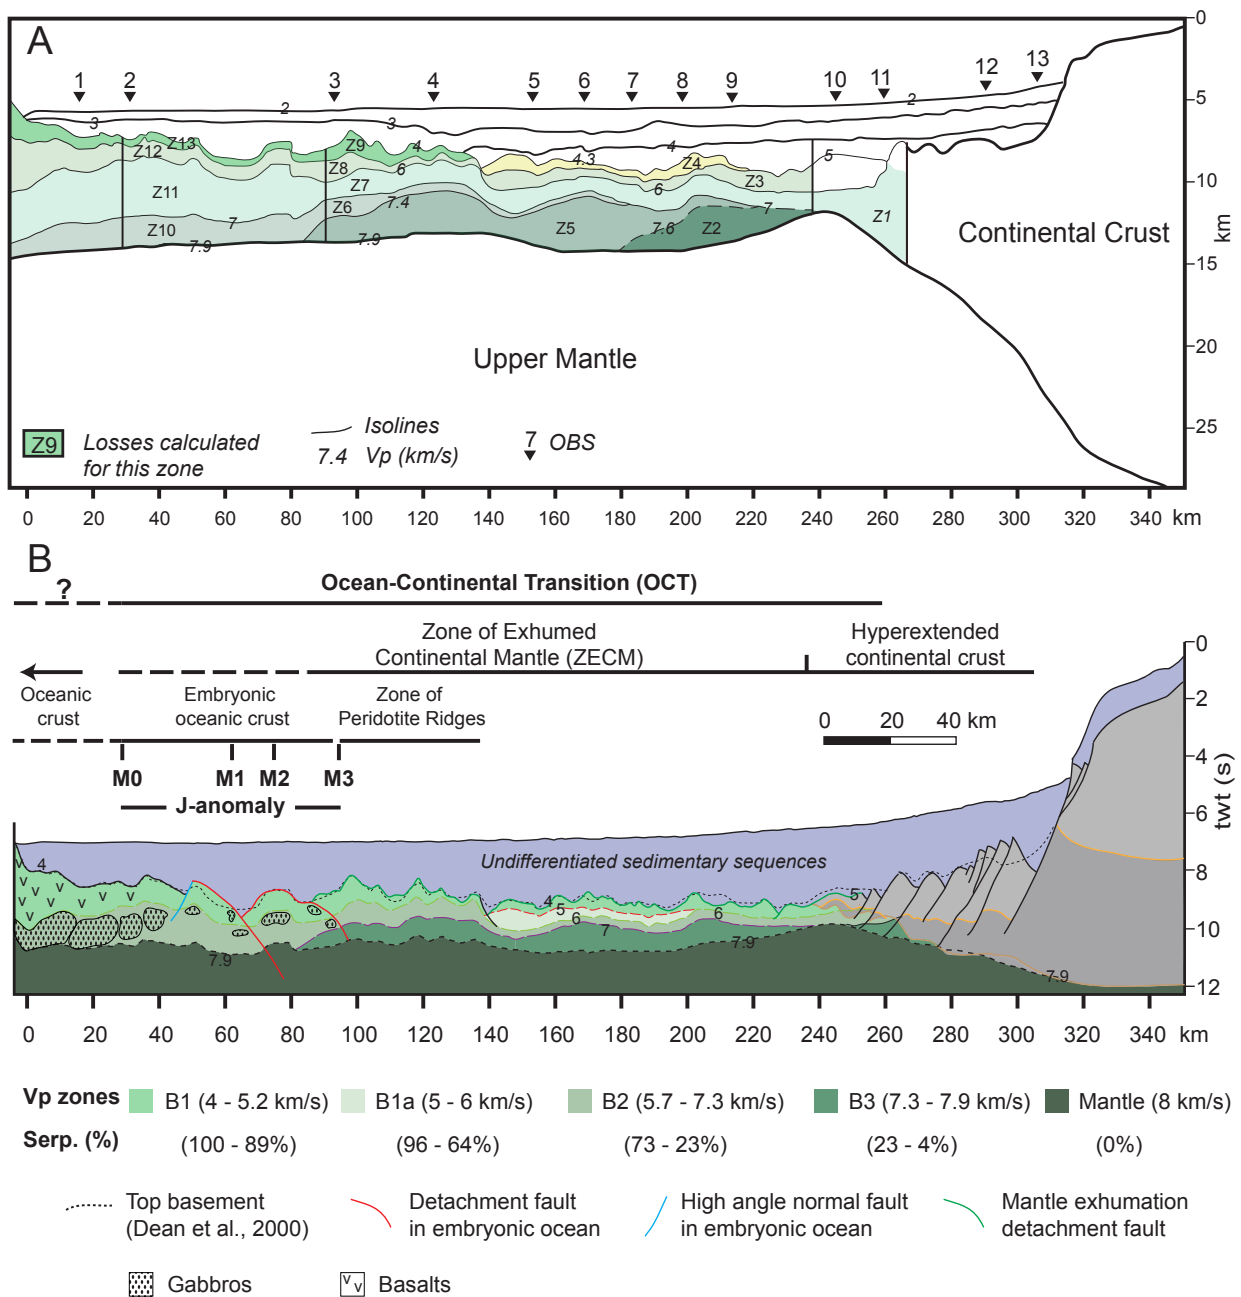 A
0
5
10
15
20
25
km
1 2 3 4 5 6 7 8 9 10 11 12 13
2 2
3 3
Z13 Z9 4 4 4.3 Z4 5
Z12 Z8 6 6 Z3
Z11 Z7
Z6 7.4 7 Z1
7 7.6
Z10 7.9 7.9 Z5 Z2
Continental Crust
Upper Mantle
Z9 Losses calculated
for this zone
Isolines
7.4 Vp (km/s)
7 OBS
0 20 40 60 80 100 120 140 160 180 200 220 240 260 280 300 320 340 km
B
?
Ocean-Continental Transition (OCT)
Zone of Exhumed
Continental Mantle (ZECM)
Hyperextended
continental crust
Oceanic
crust
Embryonic
oceanic crust
Zone of
Peridotite Ridges
0 20 40 km
M0 M1 M2 M3
J-anomaly
0
2
4
6
8
10
12
twt (s)
Undifferentiated sedimentary sequences
4 4 5
v v v v v v v v v v v
5 6 6
7
7.9 7.9 7.9
0 20 40 60 80 100 120 140 160 180 200 220 240 260 280 300 320 340 km
Vp zones B1 (4 - 5.2 km/s) B1a (5 - 6 km/s) B2 (5.7 - 7.3 km/s) B3 (7.3 - 7.9 km/s) Mantle (8 km/s)
Serp. (%) (100 - 89%) (96 - 64%) (73 - 23%) (23 - 4%) (0%)
Top basement
(Dean et al., 2000)
Detachment fault
in embryonic ocean
High angle normal fault
in embryonic ocean
Mantle exhumation
detachment fault
Gabbros
v v Basalts